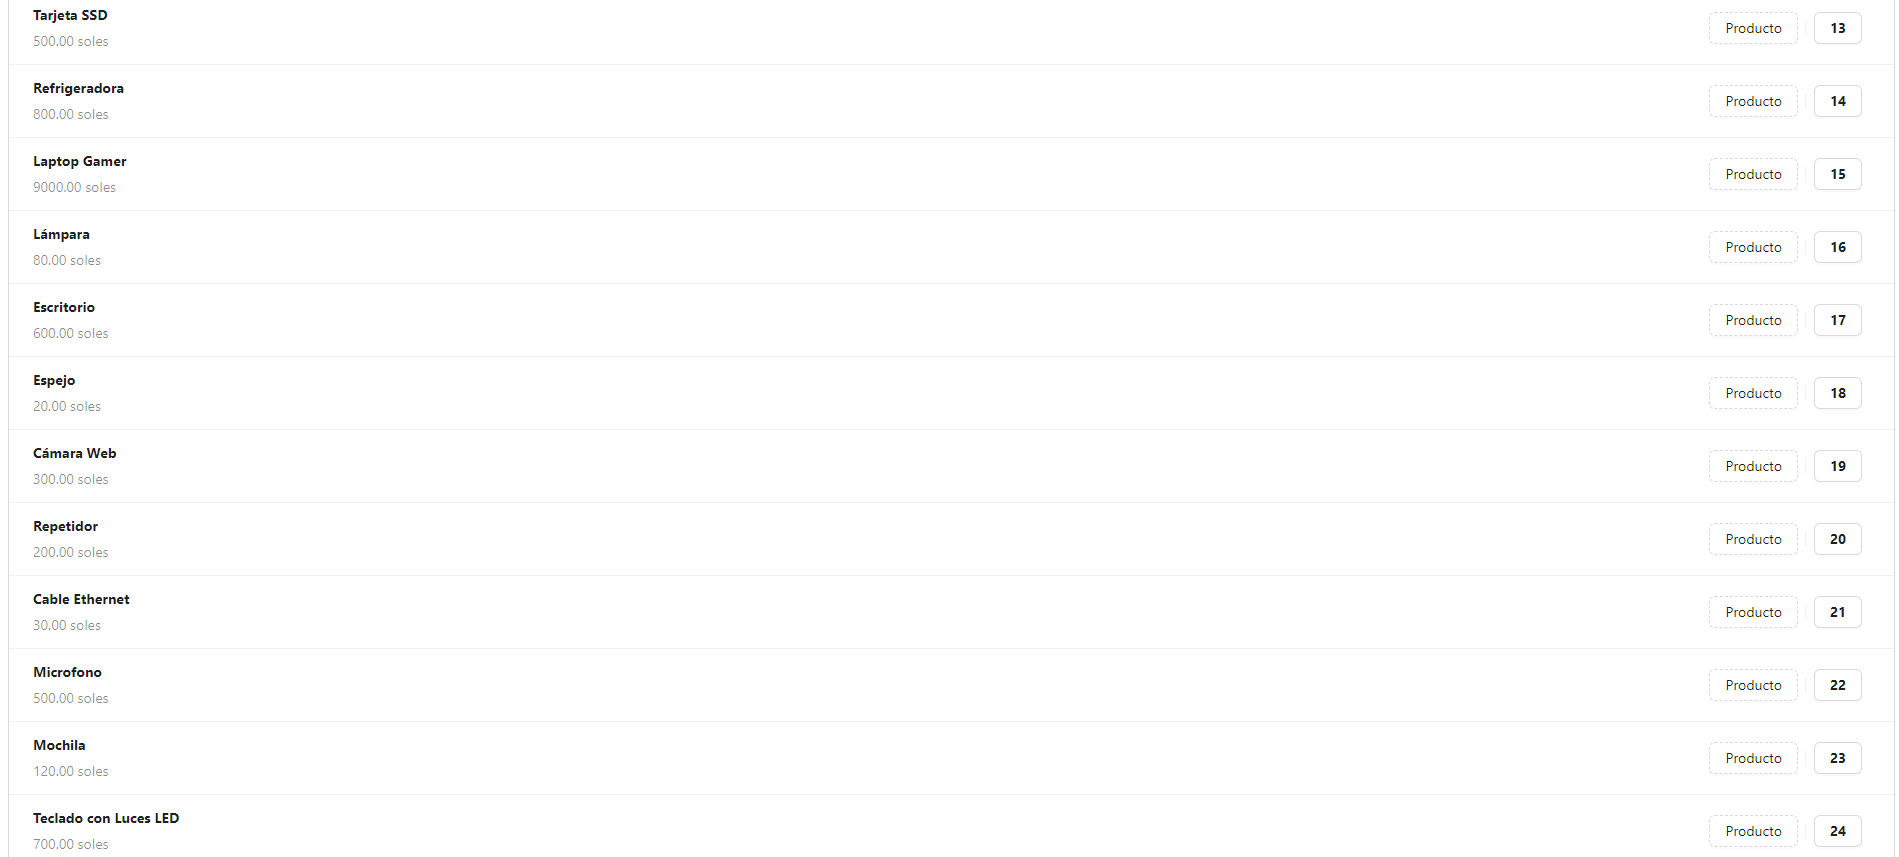 Tarjeta SSD
500.00 soles
Producto
13
Refrigeradora
800.00 soles
Producto
14
Laptop Gamer
9000.00 soles
Producto
15
Lámpara
80.00 soles
Producto
16
Escritorio
600.00 soles
Producto
17
Espejo
20.00 soles
Producto
18
Cámara Web
300.00 soles
Producto
19
Repetidor
200.00 soles
Producto
20
Cable Ethernet
30.00 soles
Producto
21
Microfono
500.00 soles
Producto
22
Mochila
120.00 soles
Producto
23
Teclado con Luces LED
700.00 soles
Producto
24